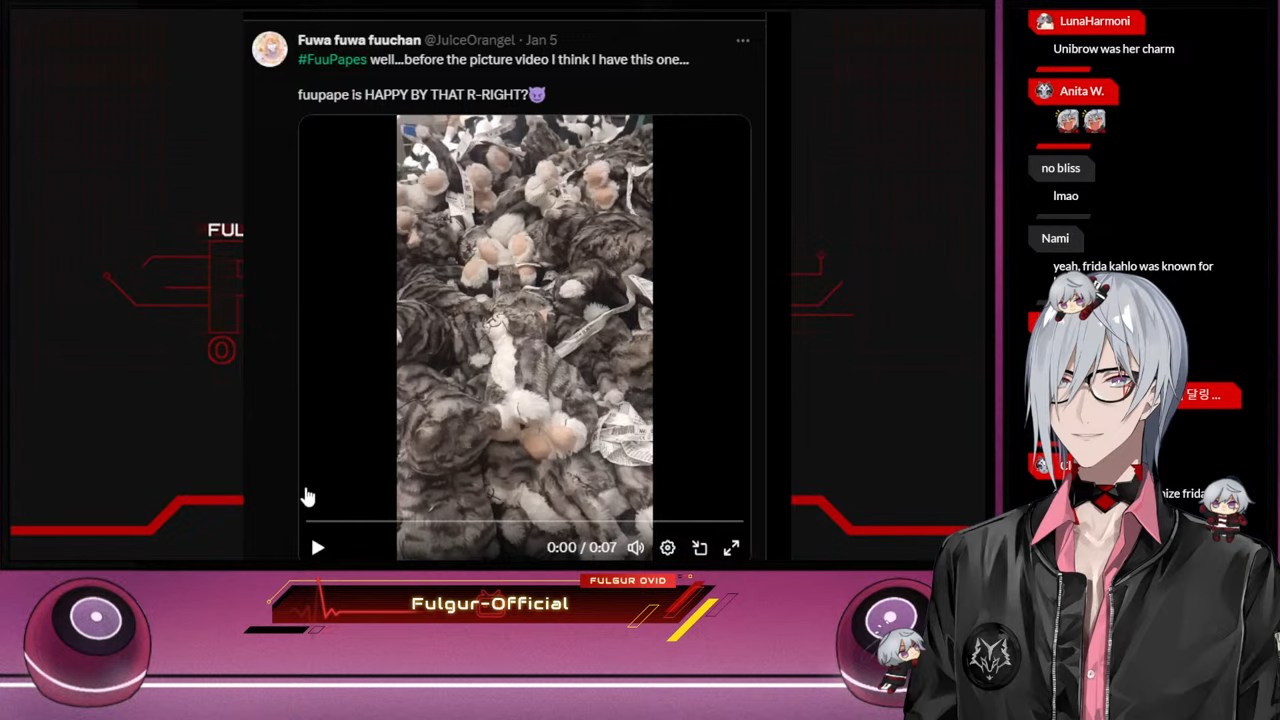 Fuwa fuwa fuuchan @JuiceOrangel · Jan 5
#FuuPapes well...before the picture video I think I have this one...
fuupape is HAPPY BY THAT R-RIGHT?😈
FUL
0:00 / 0:07
FULGUR OVID
Fulgur-Official
LunaHarmoni
Unibrow was her charm
Anita W.
no bliss
lmao
Nami
yeah, frida kahlo was known for
달링 ...